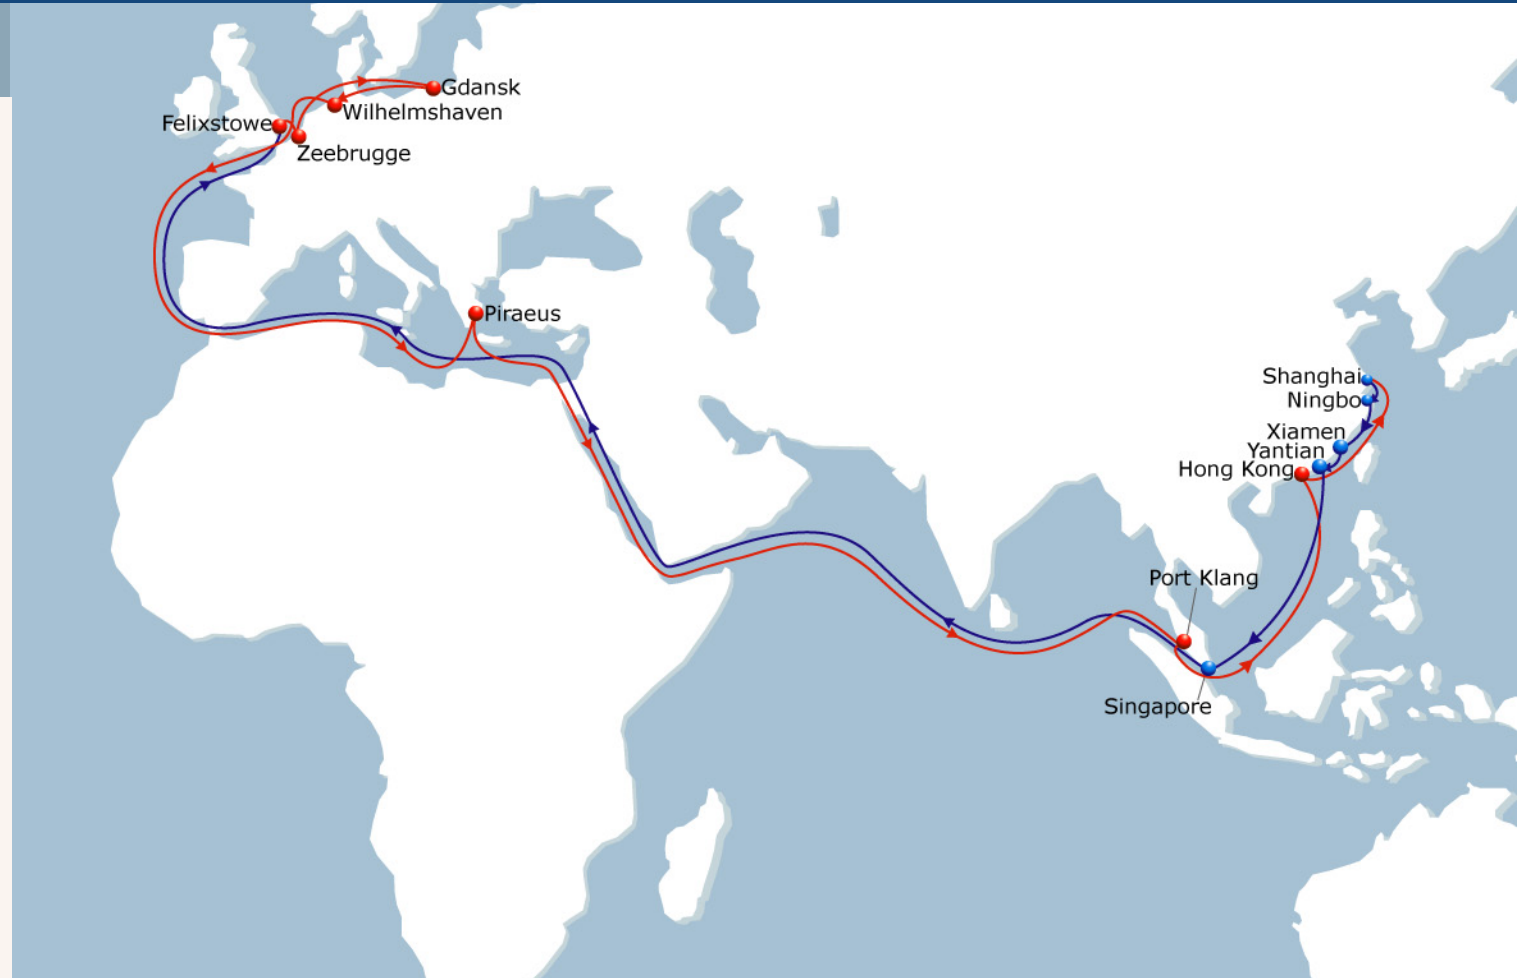 Gdansk
Wilhelmshaven
Felixstowe
Zeebrugge
Piraeus
Shanghai
Ningbo
Xiamen
Yantian
Hong Kong
Port Klang
Singapore